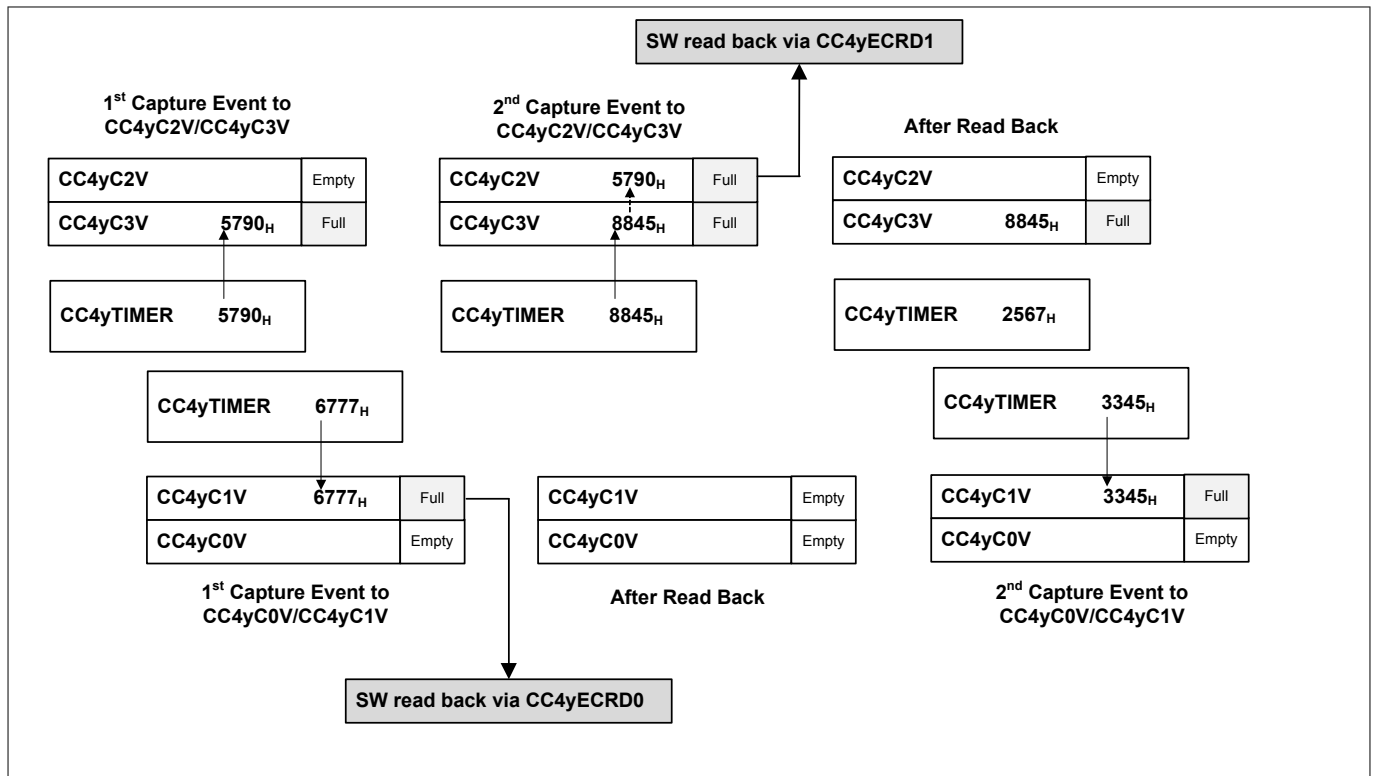 SW read back via CC4yECRD1
1st Capture Event to
CC4yC2V/CC4yC3V
2nd Capture Event to
CC4yC2V/CC4yC3V
After Read Back
CC4yC2V Empty
CC4yC3V 5790H Full
CC4yC2V 5790H Full
CC4yC3V 8845H Full
CC4yC2V Empty
CC4yC3V 8845H Full
CC4yTIMER 5790H
CC4yTIMER 8845H
CC4yTIMER 2567H
CC4yTIMER 6777H
CC4yTIMER 3345H
CC4yC1V 6777H Full
CC4yC0V Empty
CC4yC1V Empty
CC4yC0V Empty
CC4yC1V 3345H Full
CC4yC0V Empty
1st Capture Event to
CC4yC0V/CC4yC1V
After Read Back
2nd Capture Event to
CC4yC0V/CC4yC1V
SW read back via CC4yECRD0